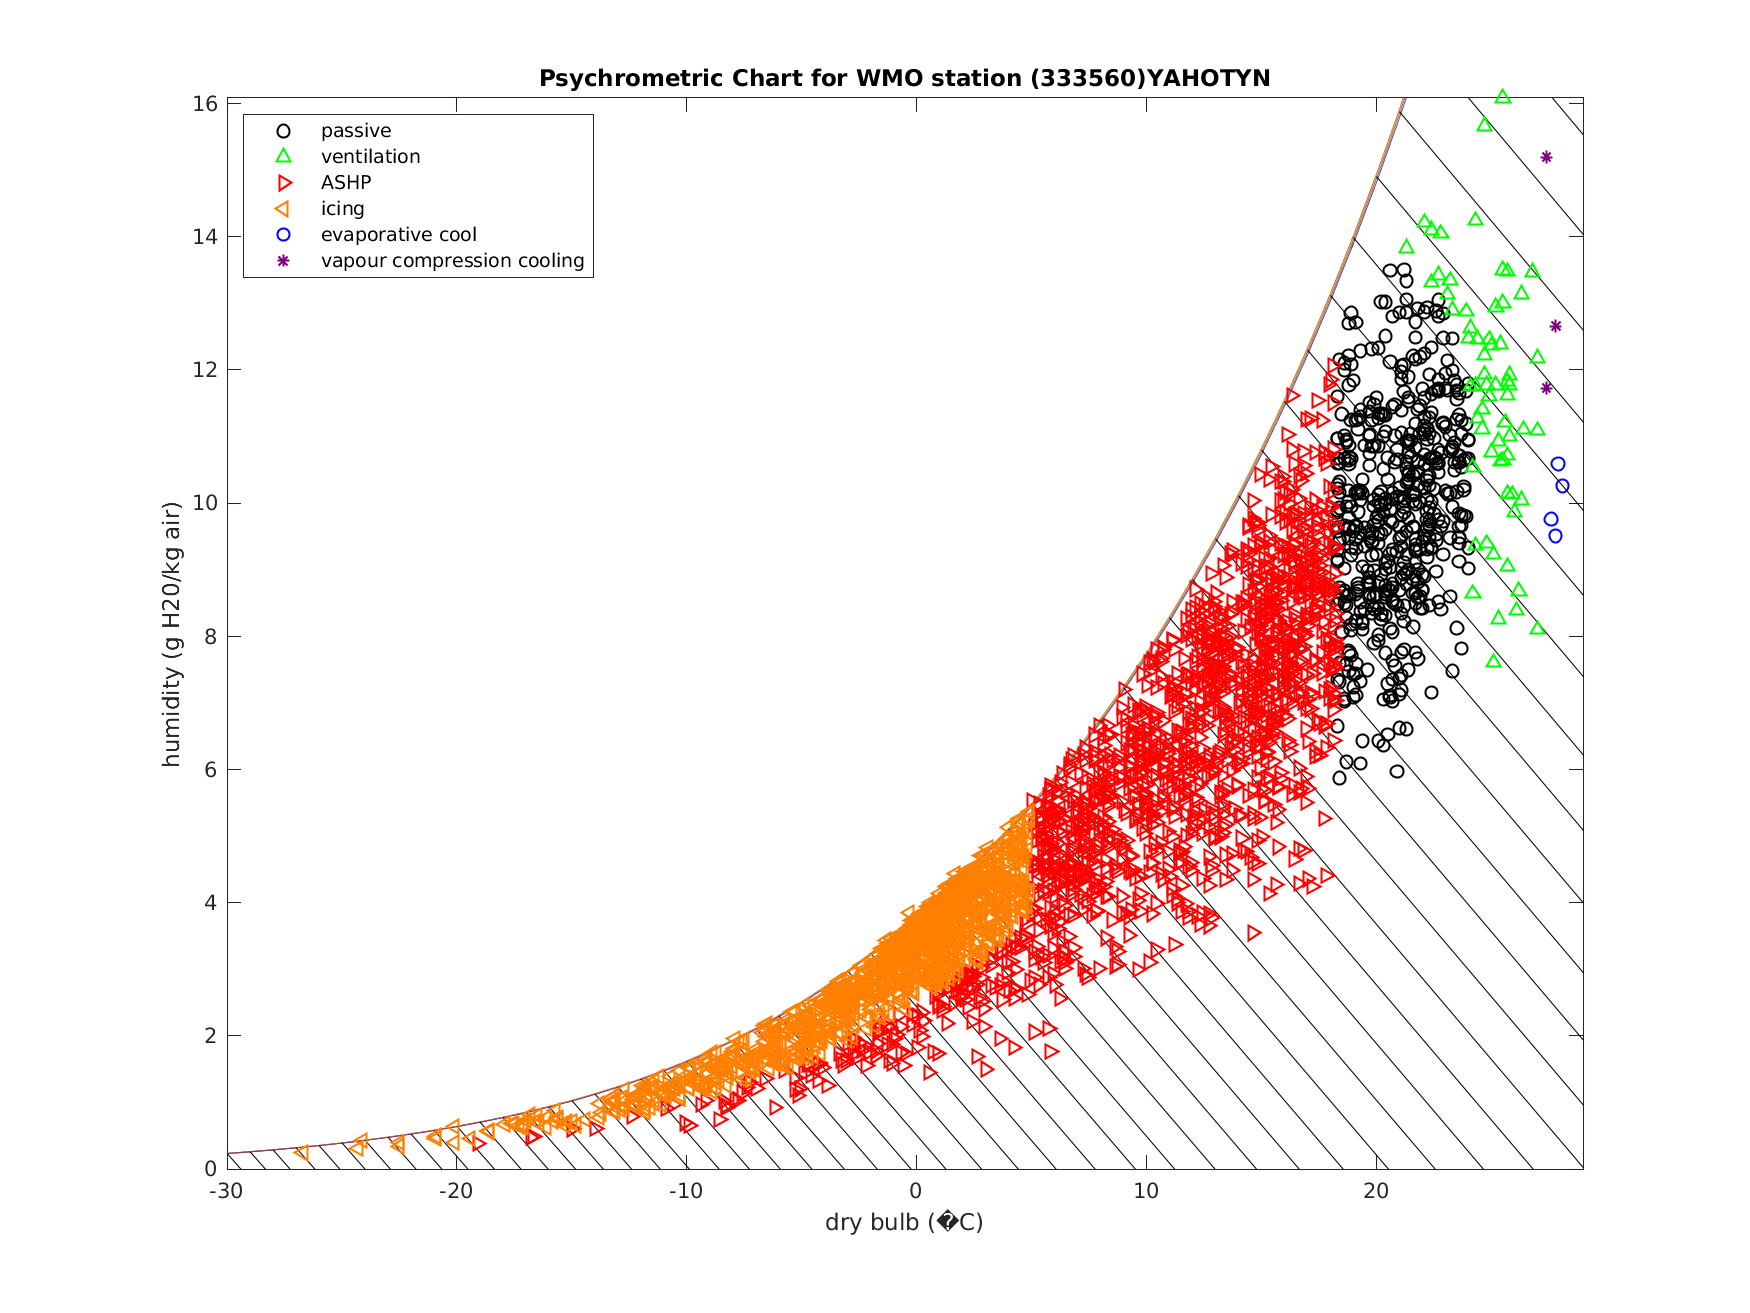 Psychrometric Chart for WMO station (333560)YAHOTYN
passive
ventilation
ASHP
icing
evaporative cool
vapour compression cooling
humidity (g H20/kg air)
16
14
12
10
8
6
4
2
0
-30 -20 -10 0 10 20
dry bulb (�C)